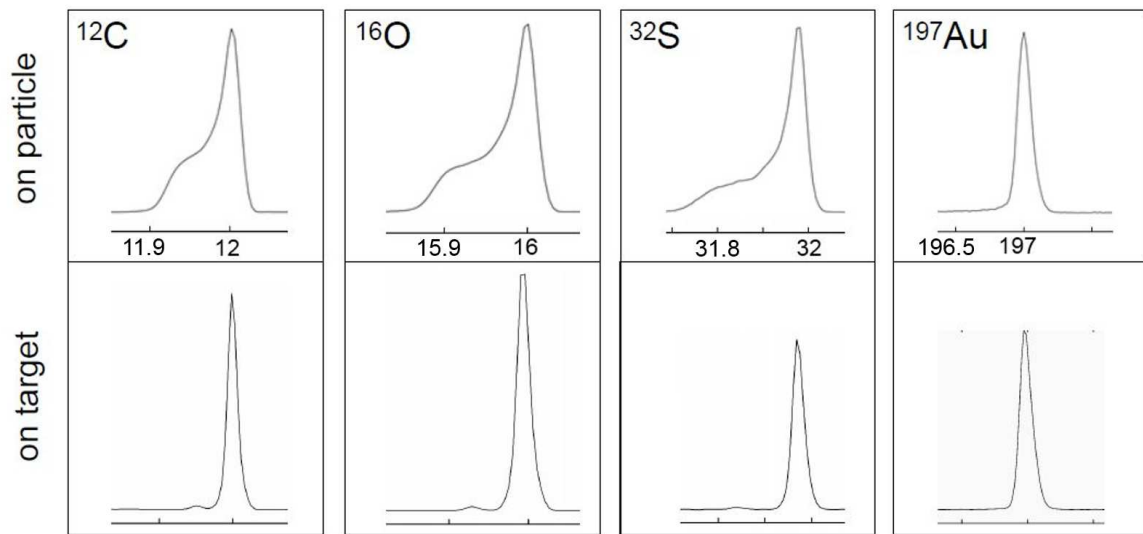 on particle
¹²C
¹⁶O
³²S
¹⁹⁷Au
11.9 12
15.9 16
31.8 32
196.5 197
on target